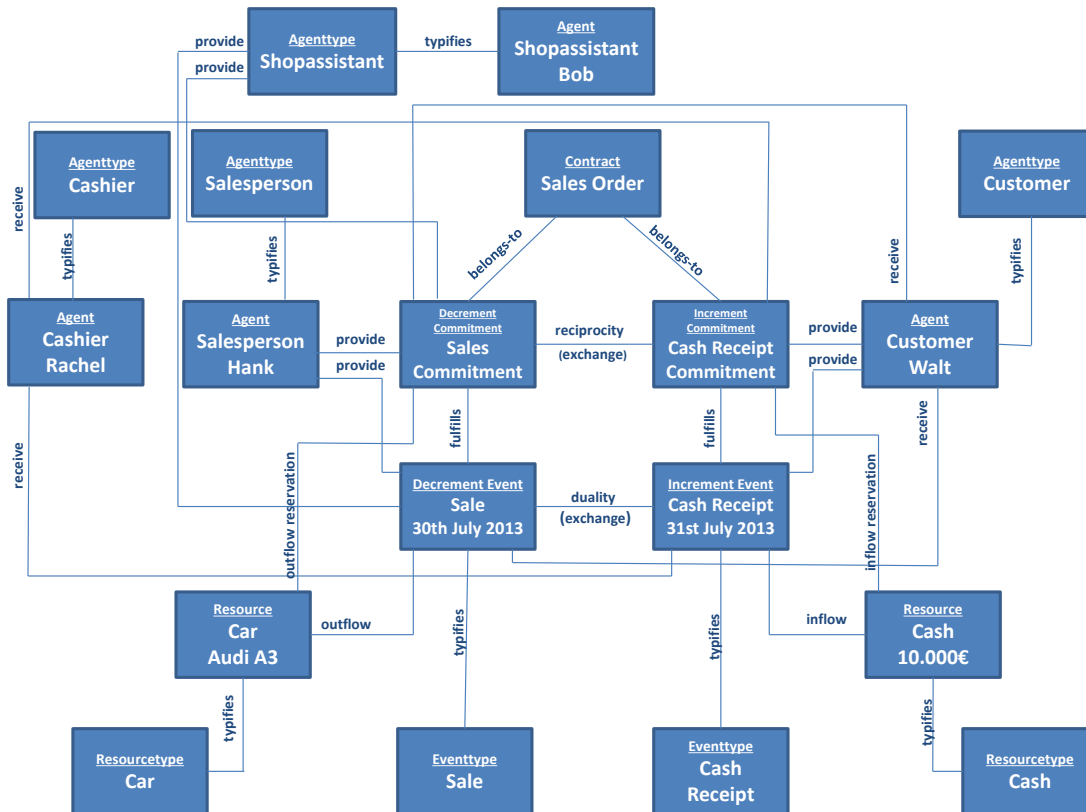 provide
provide
Agenttype
Shopassistant
typifies
Agent
Shopassistant
Bob
Agenttype
Cashier
Agenttype
Salesperson
Contract
Sales Order
Agenttype
Customer
receive
typifies
typifies
belongs-to
belongs-to
receive
typifies
Agent
Cashier
Rachel
Agent
Salesperson
Hank
provide
provide
Decrement
Commitment
Sales
Commitment
reciprocity
(exchange)
Increment
Commitment
Cash Receipt
Commitment
provide
provide
Agent
Customer
Walt
receive
fulfills
fulfills
receive
outflow reservation
Decrement Event
Sale
30th July 2013
duality
(exchange)
Increment Event
Cash Receipt
31st July 2013
inflow reservation
Resource
Car
Audi A3
outflow
typifies
typifies
inflow
Resource
Cash
10.000€
typifies
typifies
Resourcetype
Car
Eventtype
Sale
Eventtype
Cash
Receipt
Resourcetype
Cash